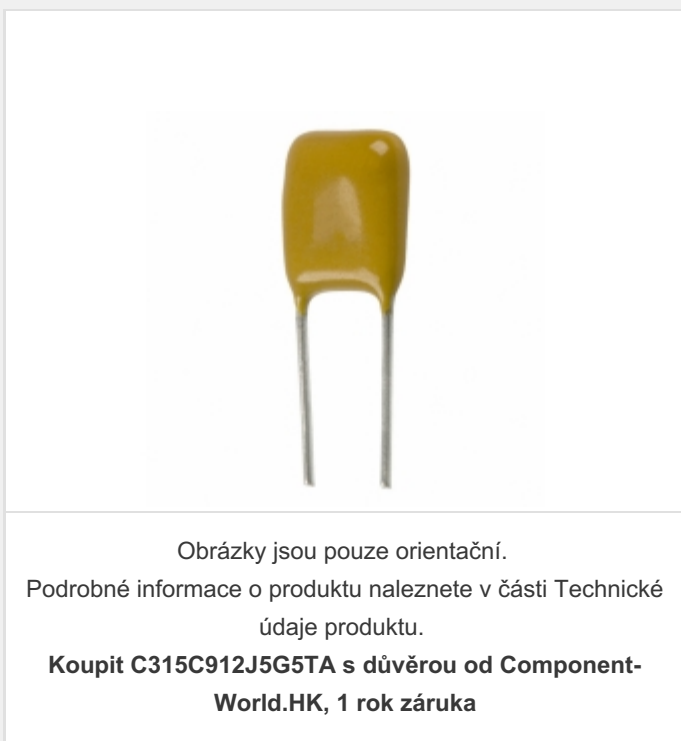 Obrázky jsou pouze orientační.
Podrobné informace o produktu naleznete v části Technické
údaje produktu.
Koupit C315C912J5G5TA s důvěrou od Component-
World.HK, 1 rok záruka